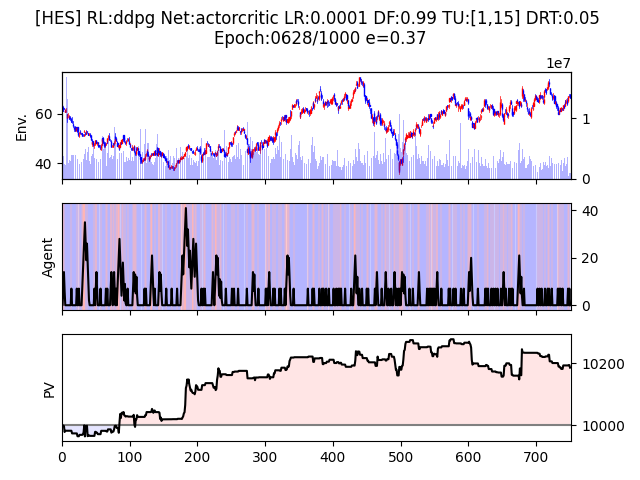 [HES] RL:ddpg Net:actorcritic LR:0.0001 DF:0.99 TU:[1,15] DRT:0.05
Epoch:0628/1000 e=0.37
1e7
Env.
60
40
1
0
Agent
40
20
0
PV
10200
10000
0 100 200 300 400 500 600 700